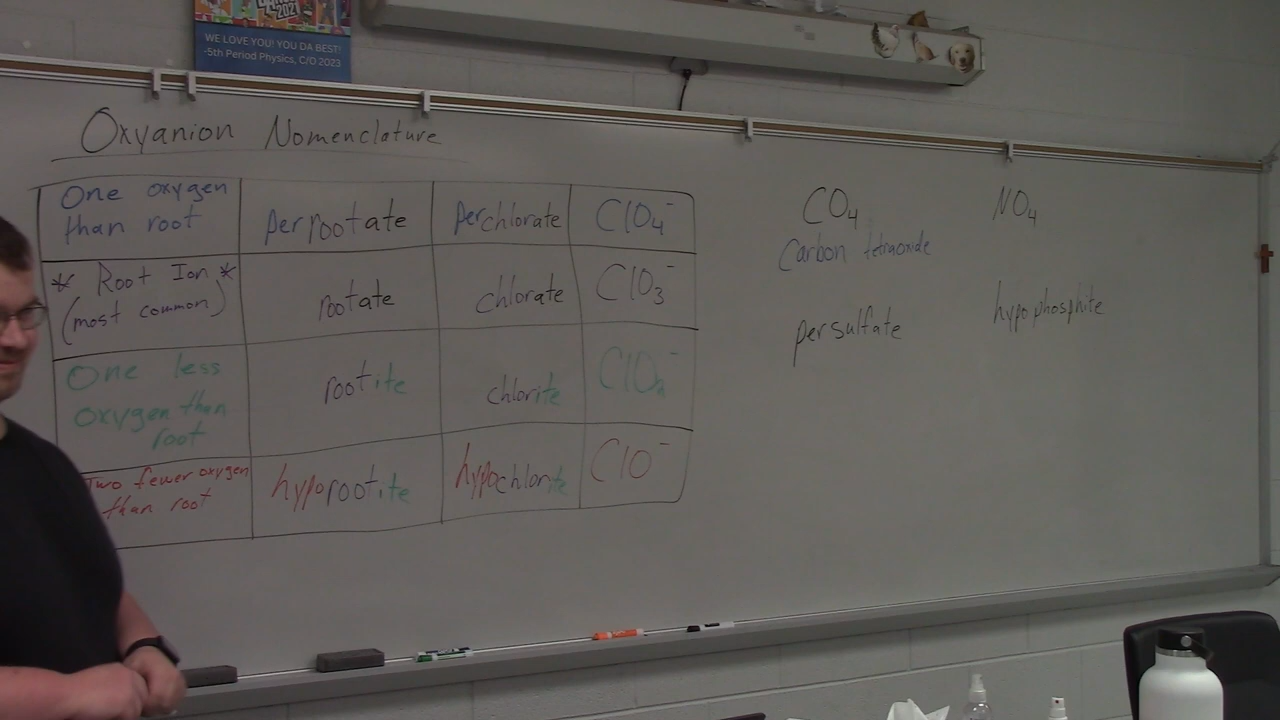 WE LOVE YOU! YOU DA BEST!
-5th Period Physics, C/O 2023
Oxyanion Nomenclature
One oxygen
than root
perrootate
perchlorate
ClO₄⁻
* Root Ion *
(most common)
rootate
chlorate
ClO₃⁻
One less
oxygen than
root
rootite
chlorite
ClO₂⁻
Two fewer oxygen
than root
hyporootite
hypochlorite
ClO⁻
CO₄
Carbon tetraoxide
NO₄
persulfate
hypophosphite